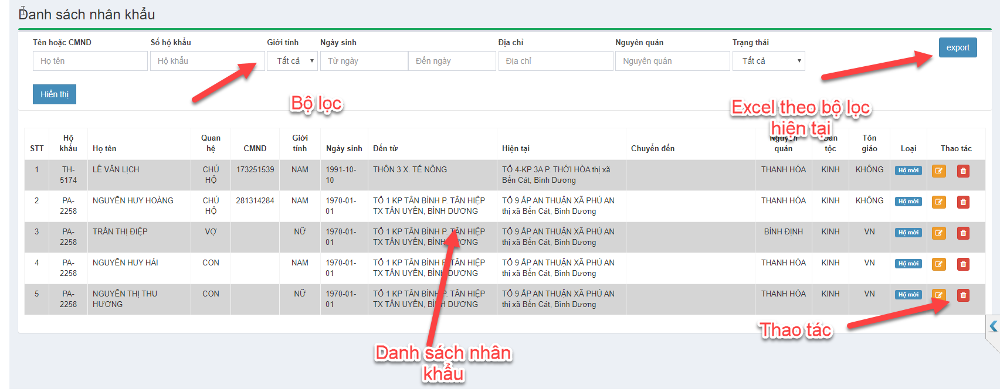 Danh sách nhân khẩu
Tên hoặc CMND Số hộ khẩu Giới tính Ngày sinh Địa chỉ Nguyên quán Trạng thái
Họ tên Hộ khẩu Tất cả Từ ngày Đến ngày Địa chỉ Nguyên quán Tất cả export
Hiển thị
Bộ lọc
Excel theo bộ lọc
hiện tại
STT Hộ khẩu Họ tên Quan hệ CMND Giới tính Ngày sinh Đến từ Hiện tại Chuyển đến Nguyên quán Dân tộc Tôn giáo Loại Thao tác
1 TH-5174 LÊ VĂN LỊCH CHỦ HỘ 173251539 NAM 1991-10-10 THÔN 3 X. TẾ NÔNG TỔ 4-KP 3A P. THỚI HÒA thị xã Bến Cát, Bình Dương THANH HÓA KINH KHÔNG Hộ mới
2 PA-2258 NGUYỄN HUY HOÀNG CHỦ HỘ 281314284 NAM 1970-01-01 TỔ 1 KP TÂN BÌNH P. TÂN HIỆP TX TÂN UYÊN, BÌNH DƯƠNG TỔ 9 ẤP AN THUẬN XÃ PHÚ AN thị xã Bến Cát, Bình Dương THANH HÓA KINH KHÔNG Hộ mới
3 PA-2258 TRẦN THỊ ĐIỆP VỢ NỮ 1970-01-01 TỔ 1 KP TÂN BÌNH P. TÂN HIỆP TX TÂN UYÊN, BÌNH DƯƠNG TỔ 9 ẤP AN THUẬN XÃ PHÚ AN thị xã Bến Cát, Bình Dương BÌNH ĐỊNH KINH VN Hộ mới
4 PA-2258 NGUYỄN HUY HẢI CON NAM 1970-01-01 TỔ 1 KP TÂN BÌNH P. TÂN HIỆP TX TÂN UYÊN, BÌNH DƯƠNG TỔ 9 ẤP AN THUẬN XÃ PHÚ AN thị xã Bến Cát, Bình Dương THANH HÓA KINH VN Hộ mới
5 PA-2258 NGUYỄN THỊ THU HƯƠNG CON NỮ 1970-01-01 TỔ 1 KP TÂN BÌNH P. TÂN HIỆP TX TÂN UYÊN, BÌNH DƯƠNG TỔ 9 ẤP AN THUẬN XÃ PHÚ AN thị xã Bến Cát, Bình Dương THANH HÓA KINH VN Hộ mới
Thao tác
Danh sách nhân
khẩu